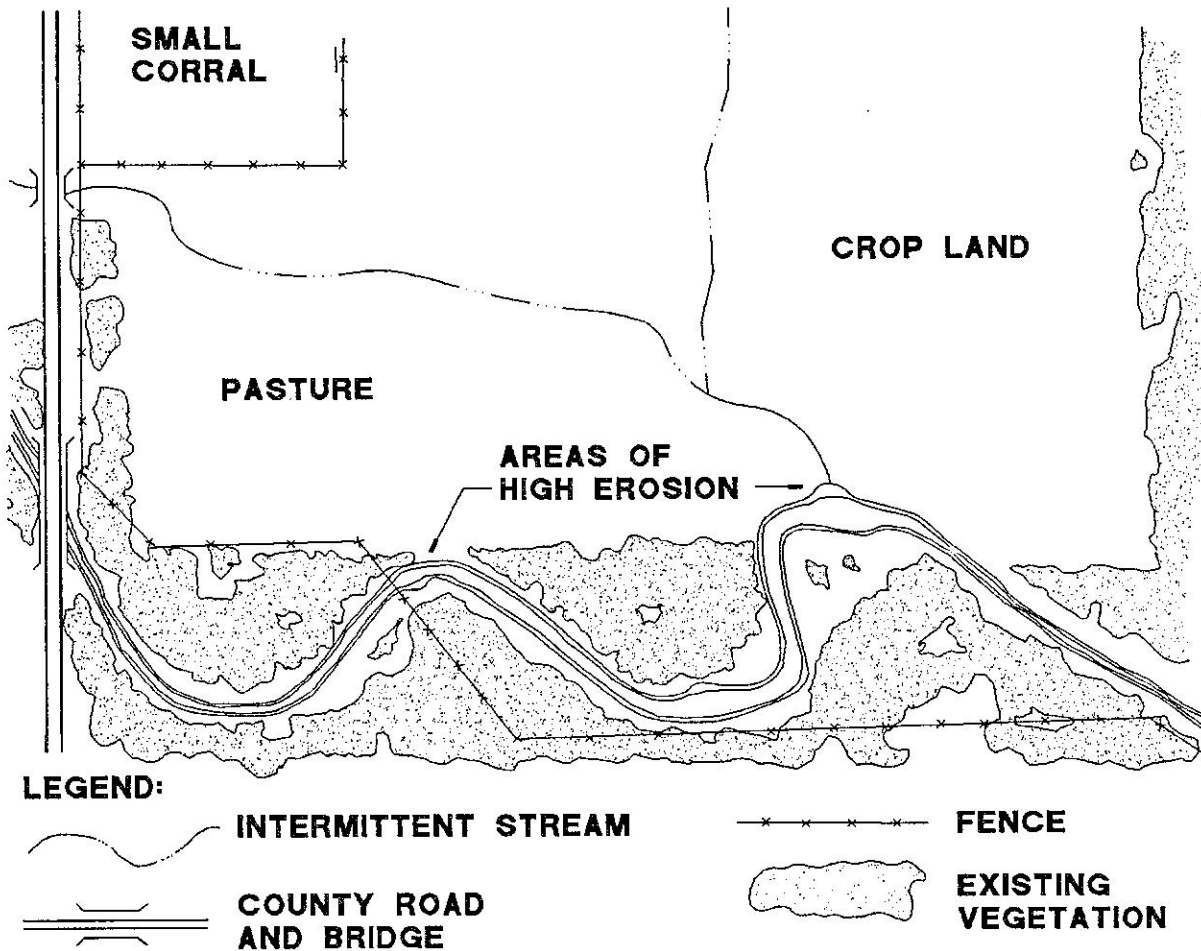 SMALL
CORRAL
CROP LAND
PASTURE
AREAS OF
HIGH EROSION
LEGEND:
INTERMITTENT STREAM
FENCE
COUNTY ROAD
AND BRIDGE
EXISTING
VEGETATION